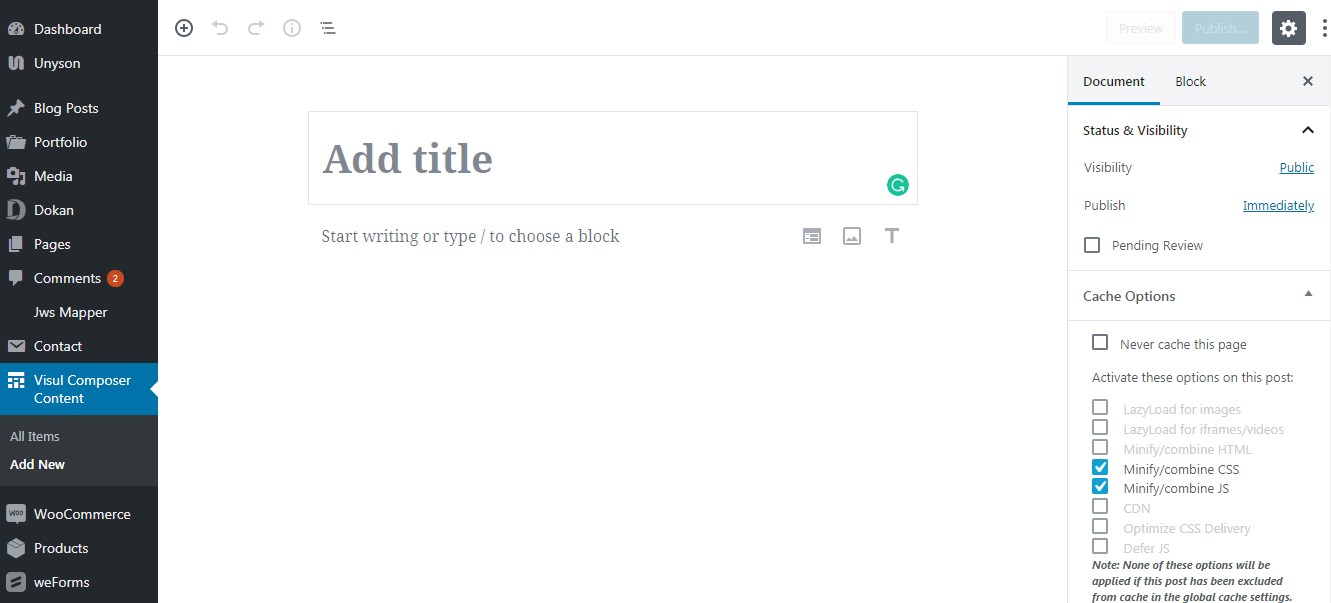 Dashboard
Unyson
Blog Posts
Portfolio
Media
Dokan
Pages
Comments 2
Jws Mapper
Contact
Visul Composer
Content
All Items
Add New
WooCommerce
Products
weForms
Preview
Publish...
Add title
Start writing or type / to choose a block
Document
Block
Status & Visibility
Visibility Public
Publish Immediately
Pending Review
Cache Options
Never cache this page
Activate these options on this post:
LazyLoad for images
LazyLoad for iframes/videos
Minify/combine HTML
Minify/combine CSS
Minify/combine JS
CDN
Optimize CSS Delivery
Defer JS
Note: None of these options will be
applied if this post has been excluded
from cache in the global cache settings.